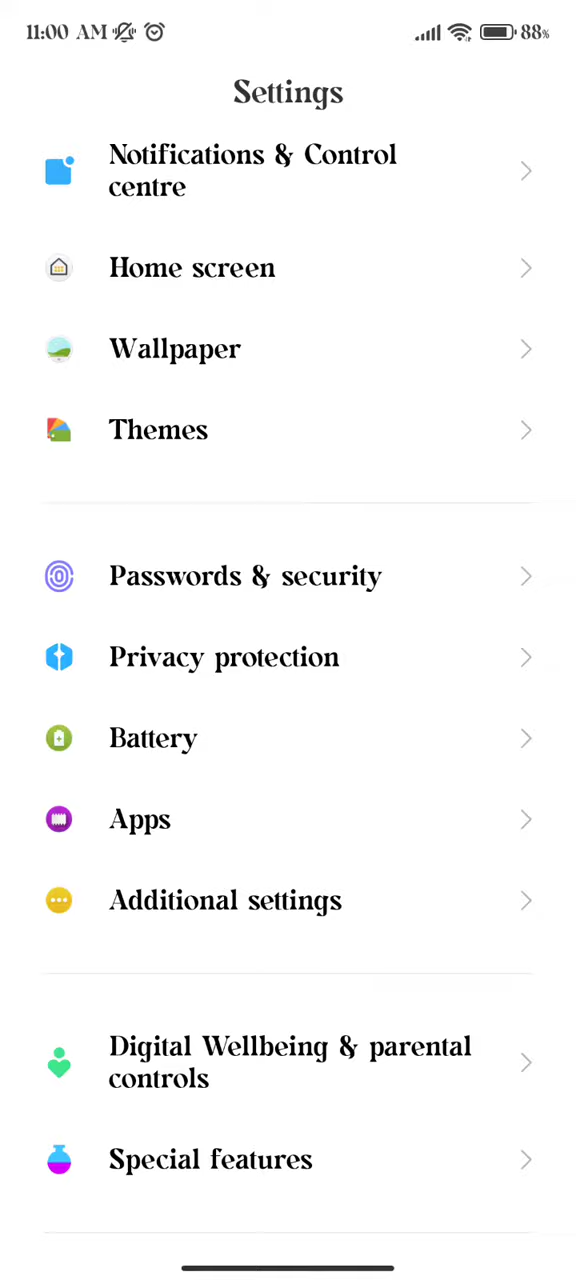 11:00 AM 88%
Settings
Notifications & Control
centre
Home screen
Wallpaper
Themes
Passwords & security
Privacy protection
Battery
Apps
Additional settings
Digital Wellbeing & parental
controls
Special features